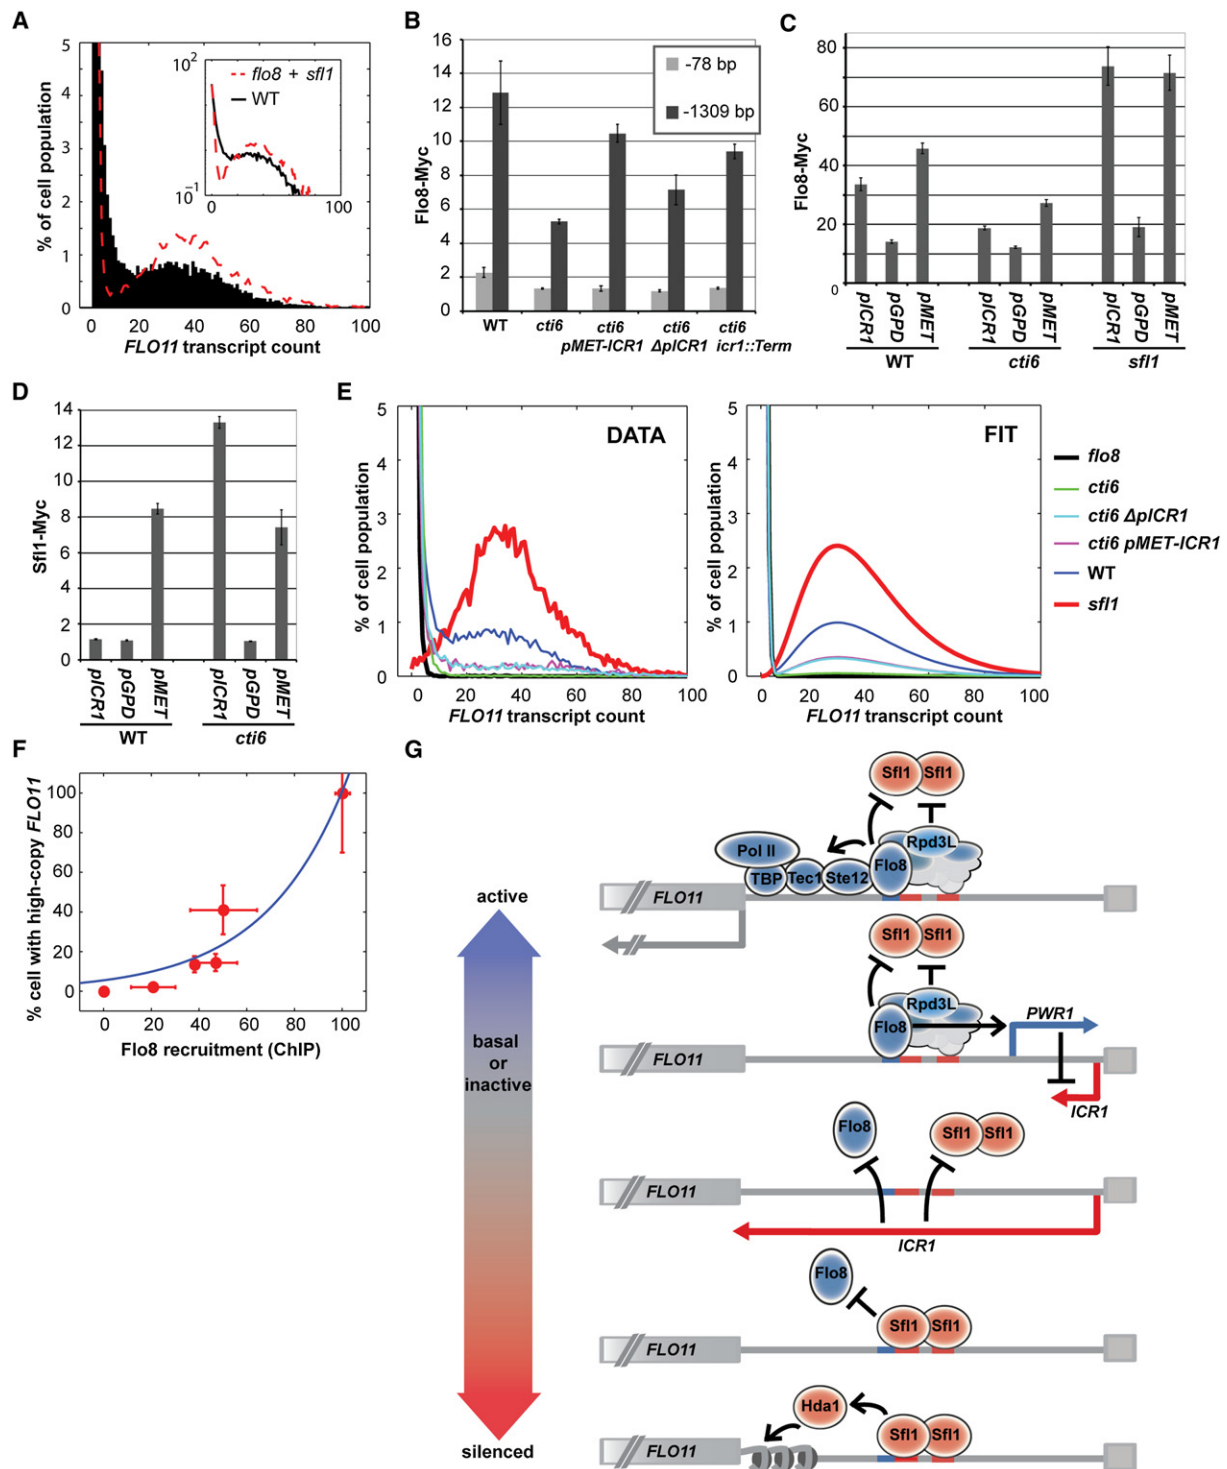 A
% of cell population
5
4
3
2
1
0
0 20 40 60 80 100
FLO11 transcript count
10²
10⁻¹
0 100
flo8 + sfl1
WT
B
Flo8-Myc
16
14
12
10
8
6
4
2
0
-78 bp
-1309 bp
WT
cti6
cti6 pMET-ICR1
cti6 ΔpICR1
cti6 icr1::Term
C
Flo8-Myc
80
60
40
20
0
pICR1 pGPD pMET
WT
pICR1 pGPD pMET
cti6
pICR1 pGPD pMET
sfl1
D
Sfl1-Myc
14
12
10
8
6
4
2
0
pICR1 pGPD pMET
WT
pICR1 pGPD pMET
cti6
E
% of cell population
5
4
3
2
1
0
0 20 40 60 80 100
FLO11 transcript count
DATA
% of cell population
5
4
3
2
1
0
0 20 40 60 80 100
FLO11 transcript count
FIT
flo8
cti6
cti6 ΔpICR1
cti6 pMET-ICR1
WT
sfl1
F
% cell with high-copy FLO11
100
80
60
40
20
0
0 20 40 60 80 100
Flo8 recruitment (ChIP)
G
active
basal
or
inactive
silenced
Sfl1 Sfl1
Rpd3L
Pol II
Flo8
TBP Tec1 Ste12
FLO11
Sfl1 Sfl1
Rpd3L
Flo8
PWR1
FLO11
ICR1
Flo8
Sfl1 Sfl1
FLO11
ICR1
Flo8
Sfl1 Sfl1
FLO11
Hda1
Sfl1 Sfl1
FLO11